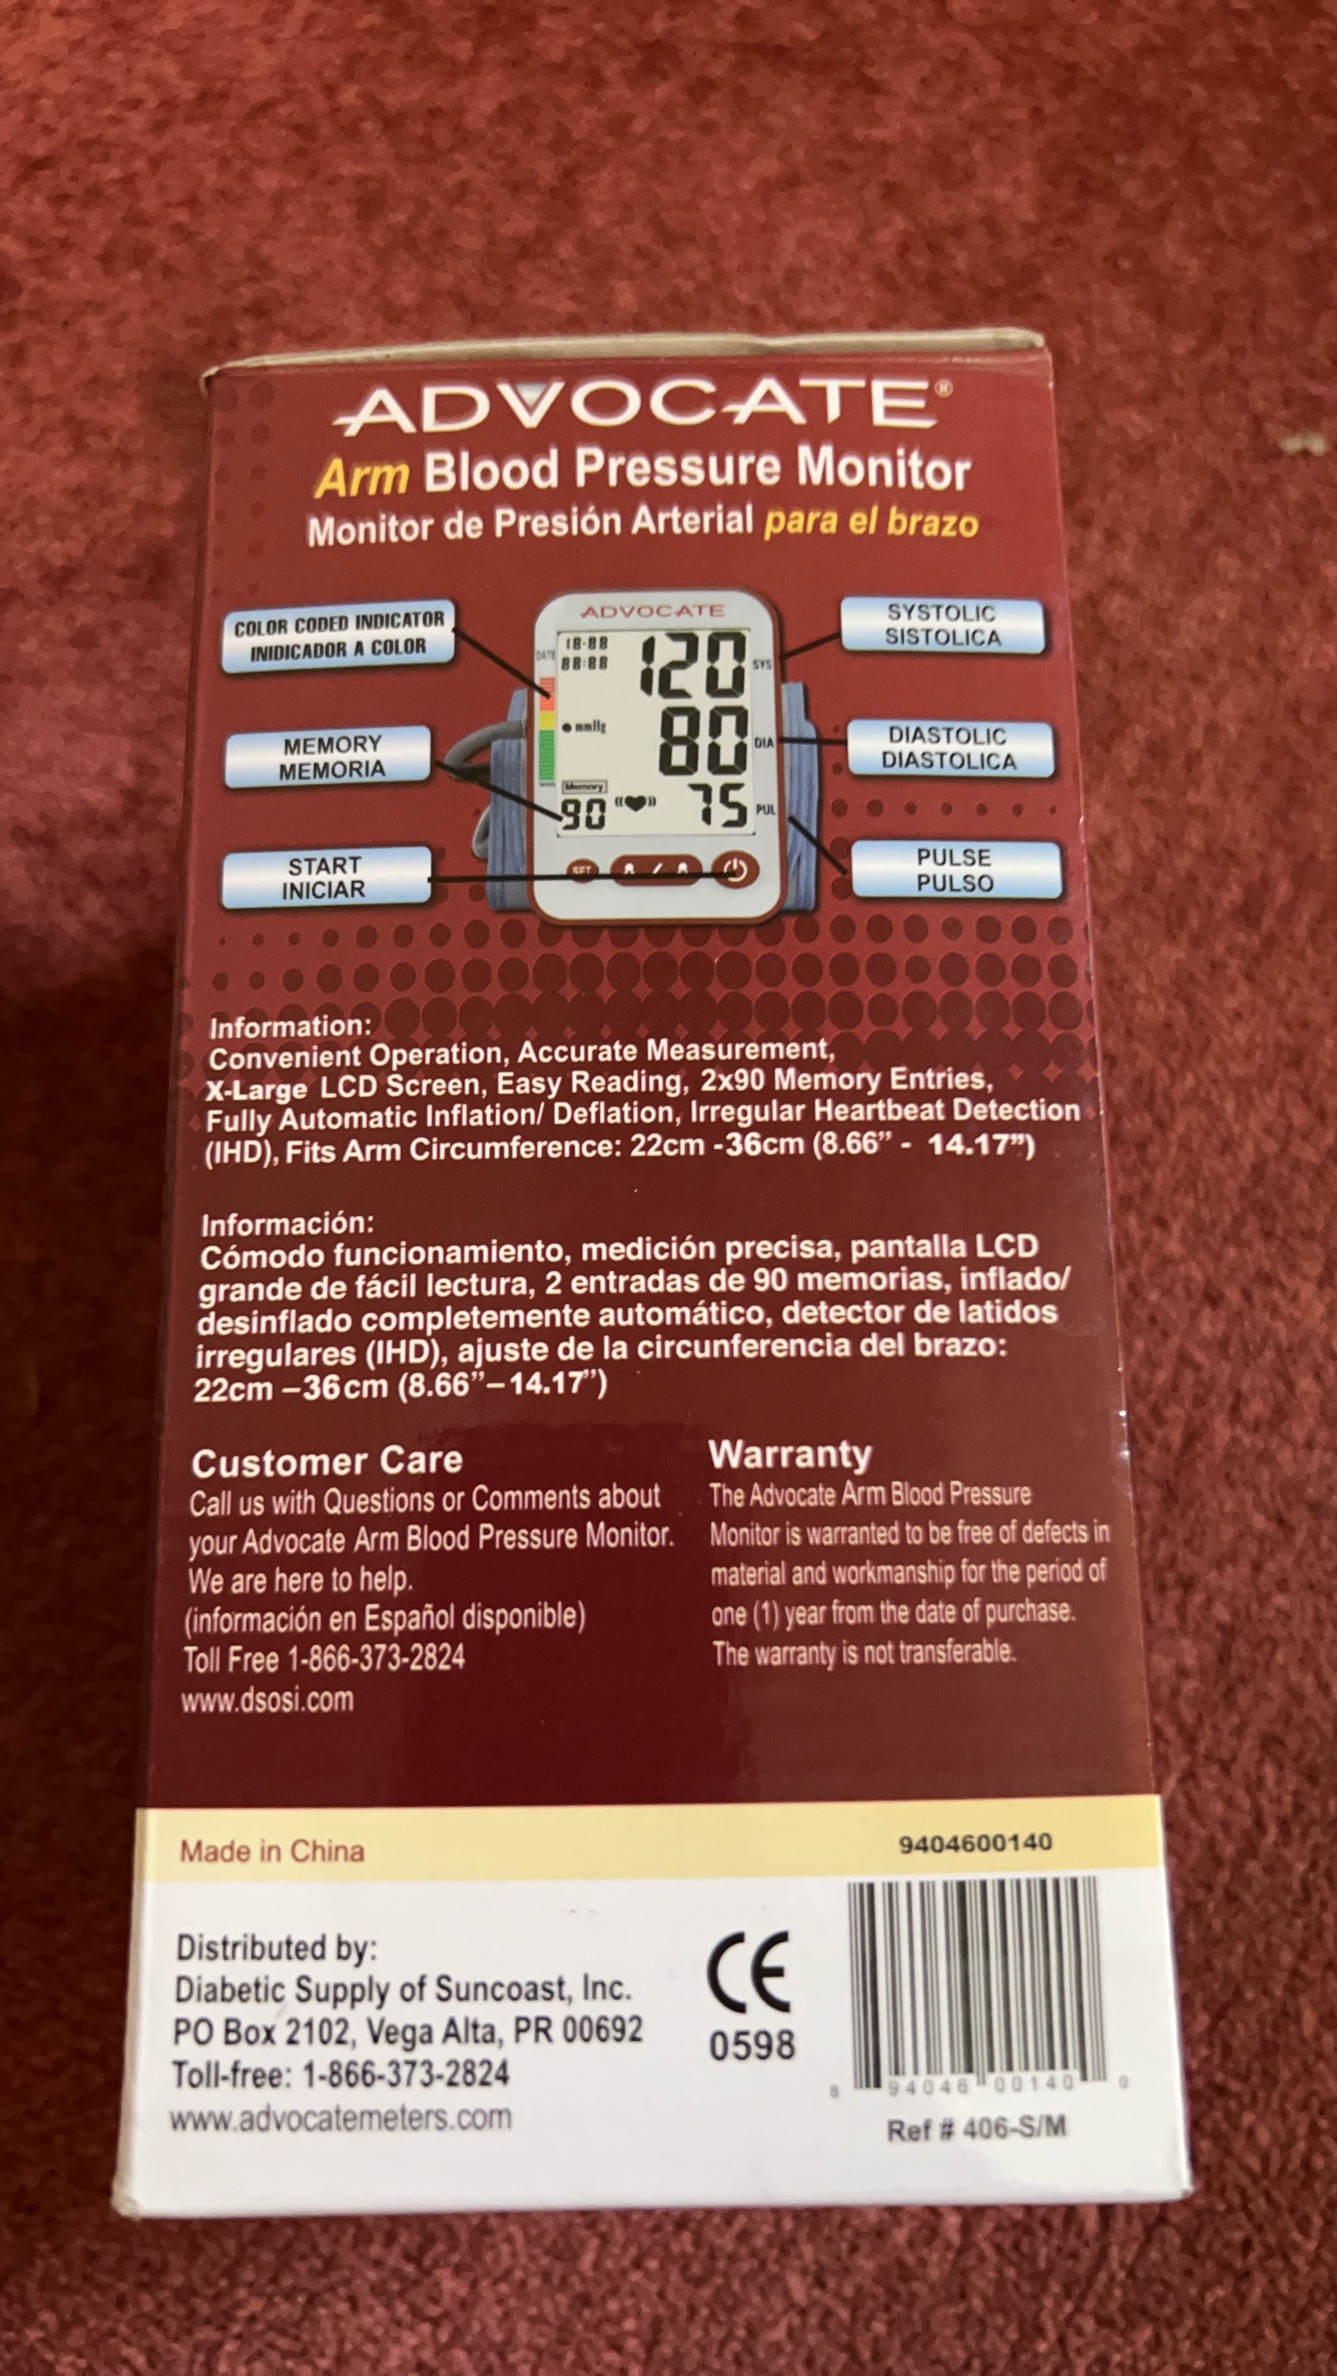 ADVOCATE®
Arm Blood Pressure Monitor
Monitor de Presión Arterial para el brazo
COLOR CODED INDICATOR
INIDICADOR A COLOR
MEMORY
MEMORIA
START
INICIAR
ADVOCATE
DATE
18-88
88:88
120 SYS
mmHg
80 DIA
Memory
90
75 PUL
SET
SYSTOLIC
SISTOLICA
DIASTOLIC
DIASTOLICA
PULSE
PULSO
Information:
Convenient Operation, Accurate Measurement,
X-Large LCD Screen, Easy Reading, 2x90 Memory Entries,
Fully Automatic Inflation/ Deflation, Irregular Heartbeat Detection
(IHD), Fits Arm Circumference: 22cm -36cm (8.66” - 14.17”)
Información:
Cómodo funcionamiento, medición precisa, pantalla LCD
grande de fácil lectura, 2 entradas de 90 memorias, inflado/
desinflado completemente automático, detector de latidos
irregulares (IHD), ajuste de la circunferencia del brazo:
22cm –36cm (8.66”–14.17”)
Customer Care
Call us with Questions or Comments about
your Advocate Arm Blood Pressure Monitor.
We are here to help.
(información en Español disponible)
Toll Free 1-866-373-2824
www.dsosi.com
Warranty
The Advocate Arm Blood Pressure
Monitor is warranted to be free of defects in
material and workmanship for the period of
one (1) year from the date of purchase.
The warranty is not transferable.
Made in China
9404600140
Distributed by:
Diabetic Supply of Suncoast, Inc.
PO Box 2102, Vega Alta, PR 00692
Toll-free: 1-866-373-2824
www.advocatemeters.com
CE
0598
8 94046 00140 0
Ref # 406-S/M